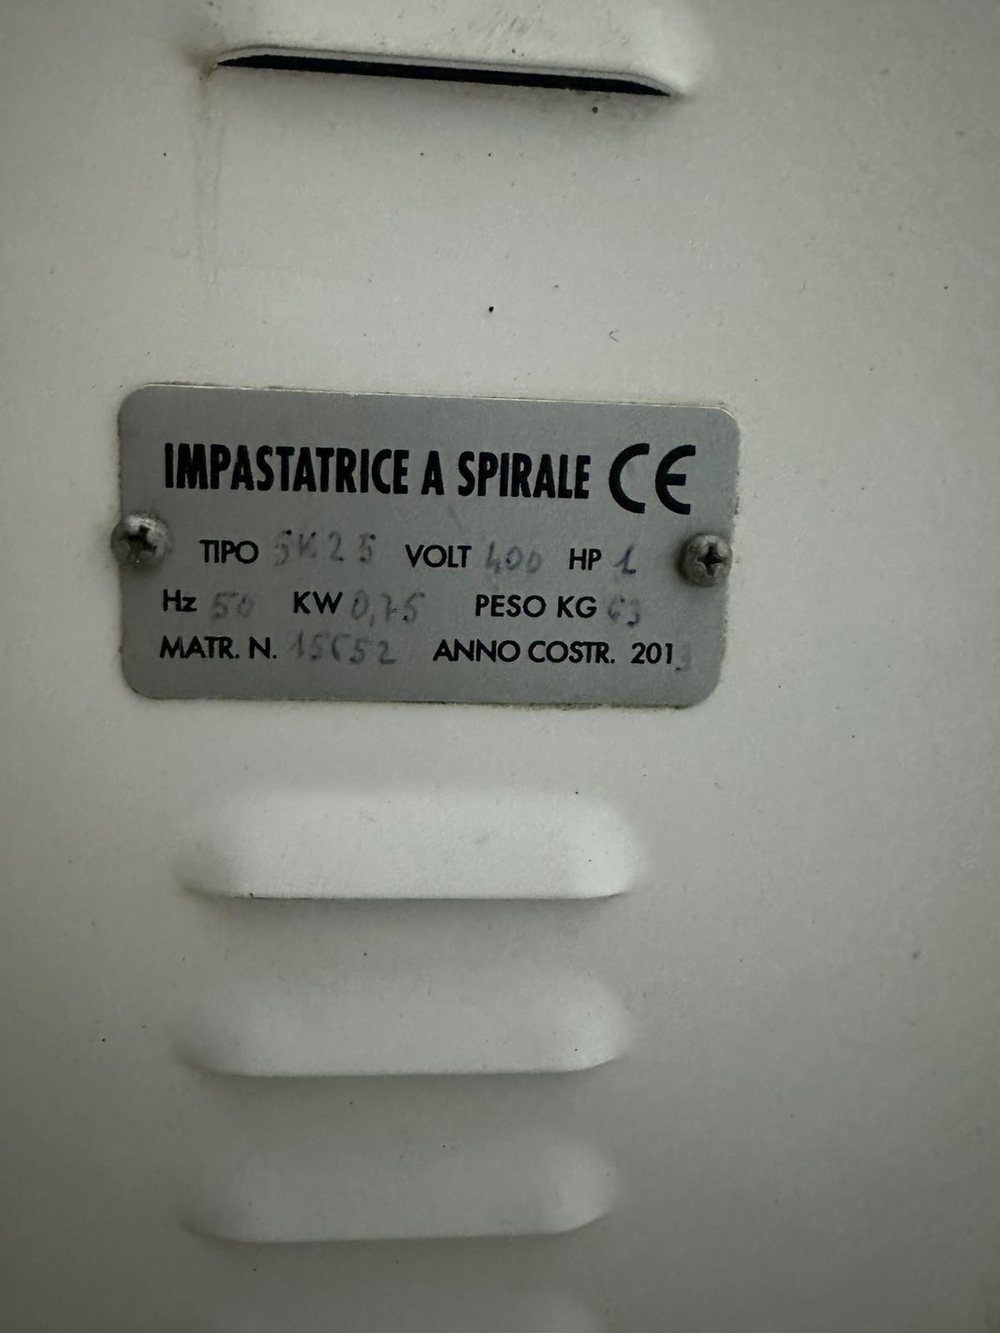 IMPASTATRICE A SPIRALE CE
TIPO SK25 VOLT 400 HP 1
Hz 50 KW 0,75 PESO KG 63
MATR. N. 15652 ANNO COSTR. 2013